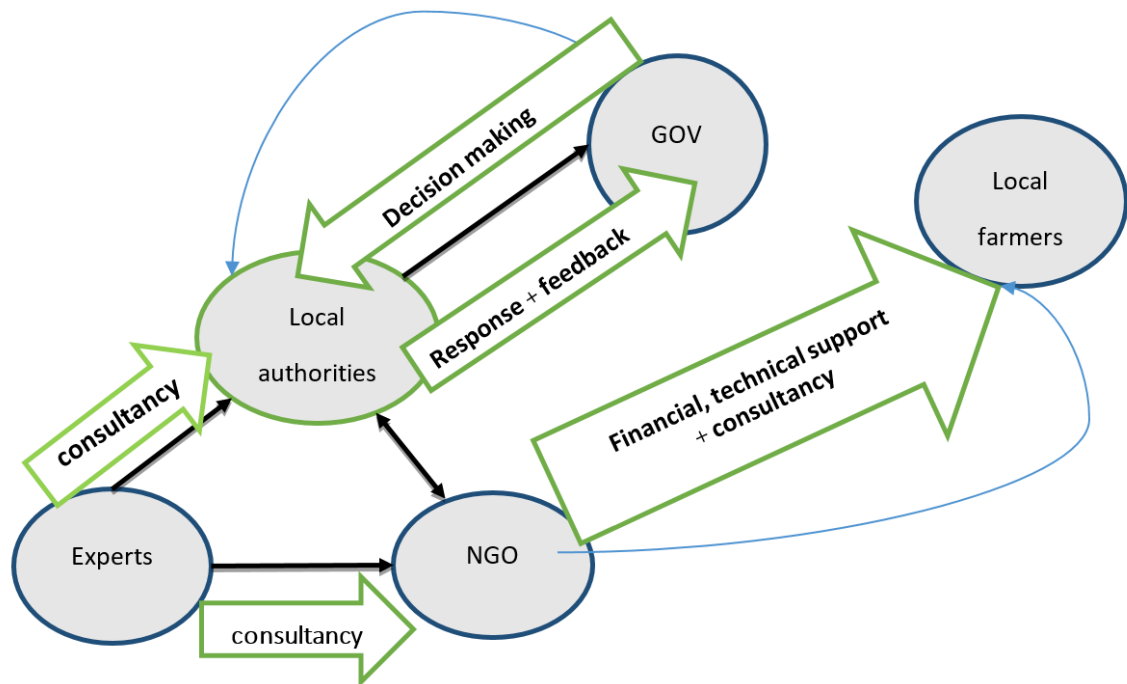 Decision making
GOV
Local
farmers
Response + feedback
Local
authorities
Financial, technical support
+ consultancy
consultancy
Experts
NGO
consultancy